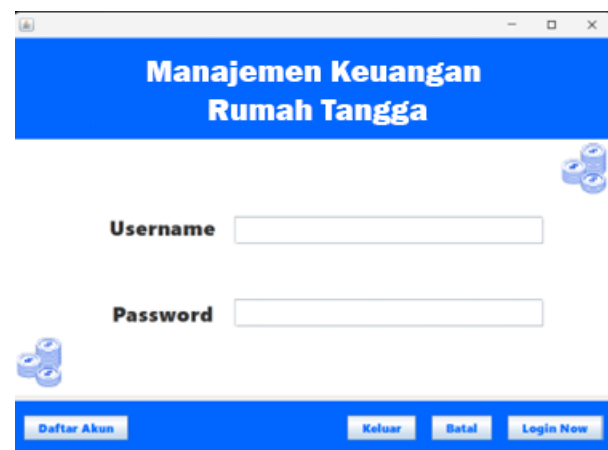 Manajemen Keuangan
Rumah Tangga
Username
Password
Daftar Akun
Keluar
Batal
Login Now